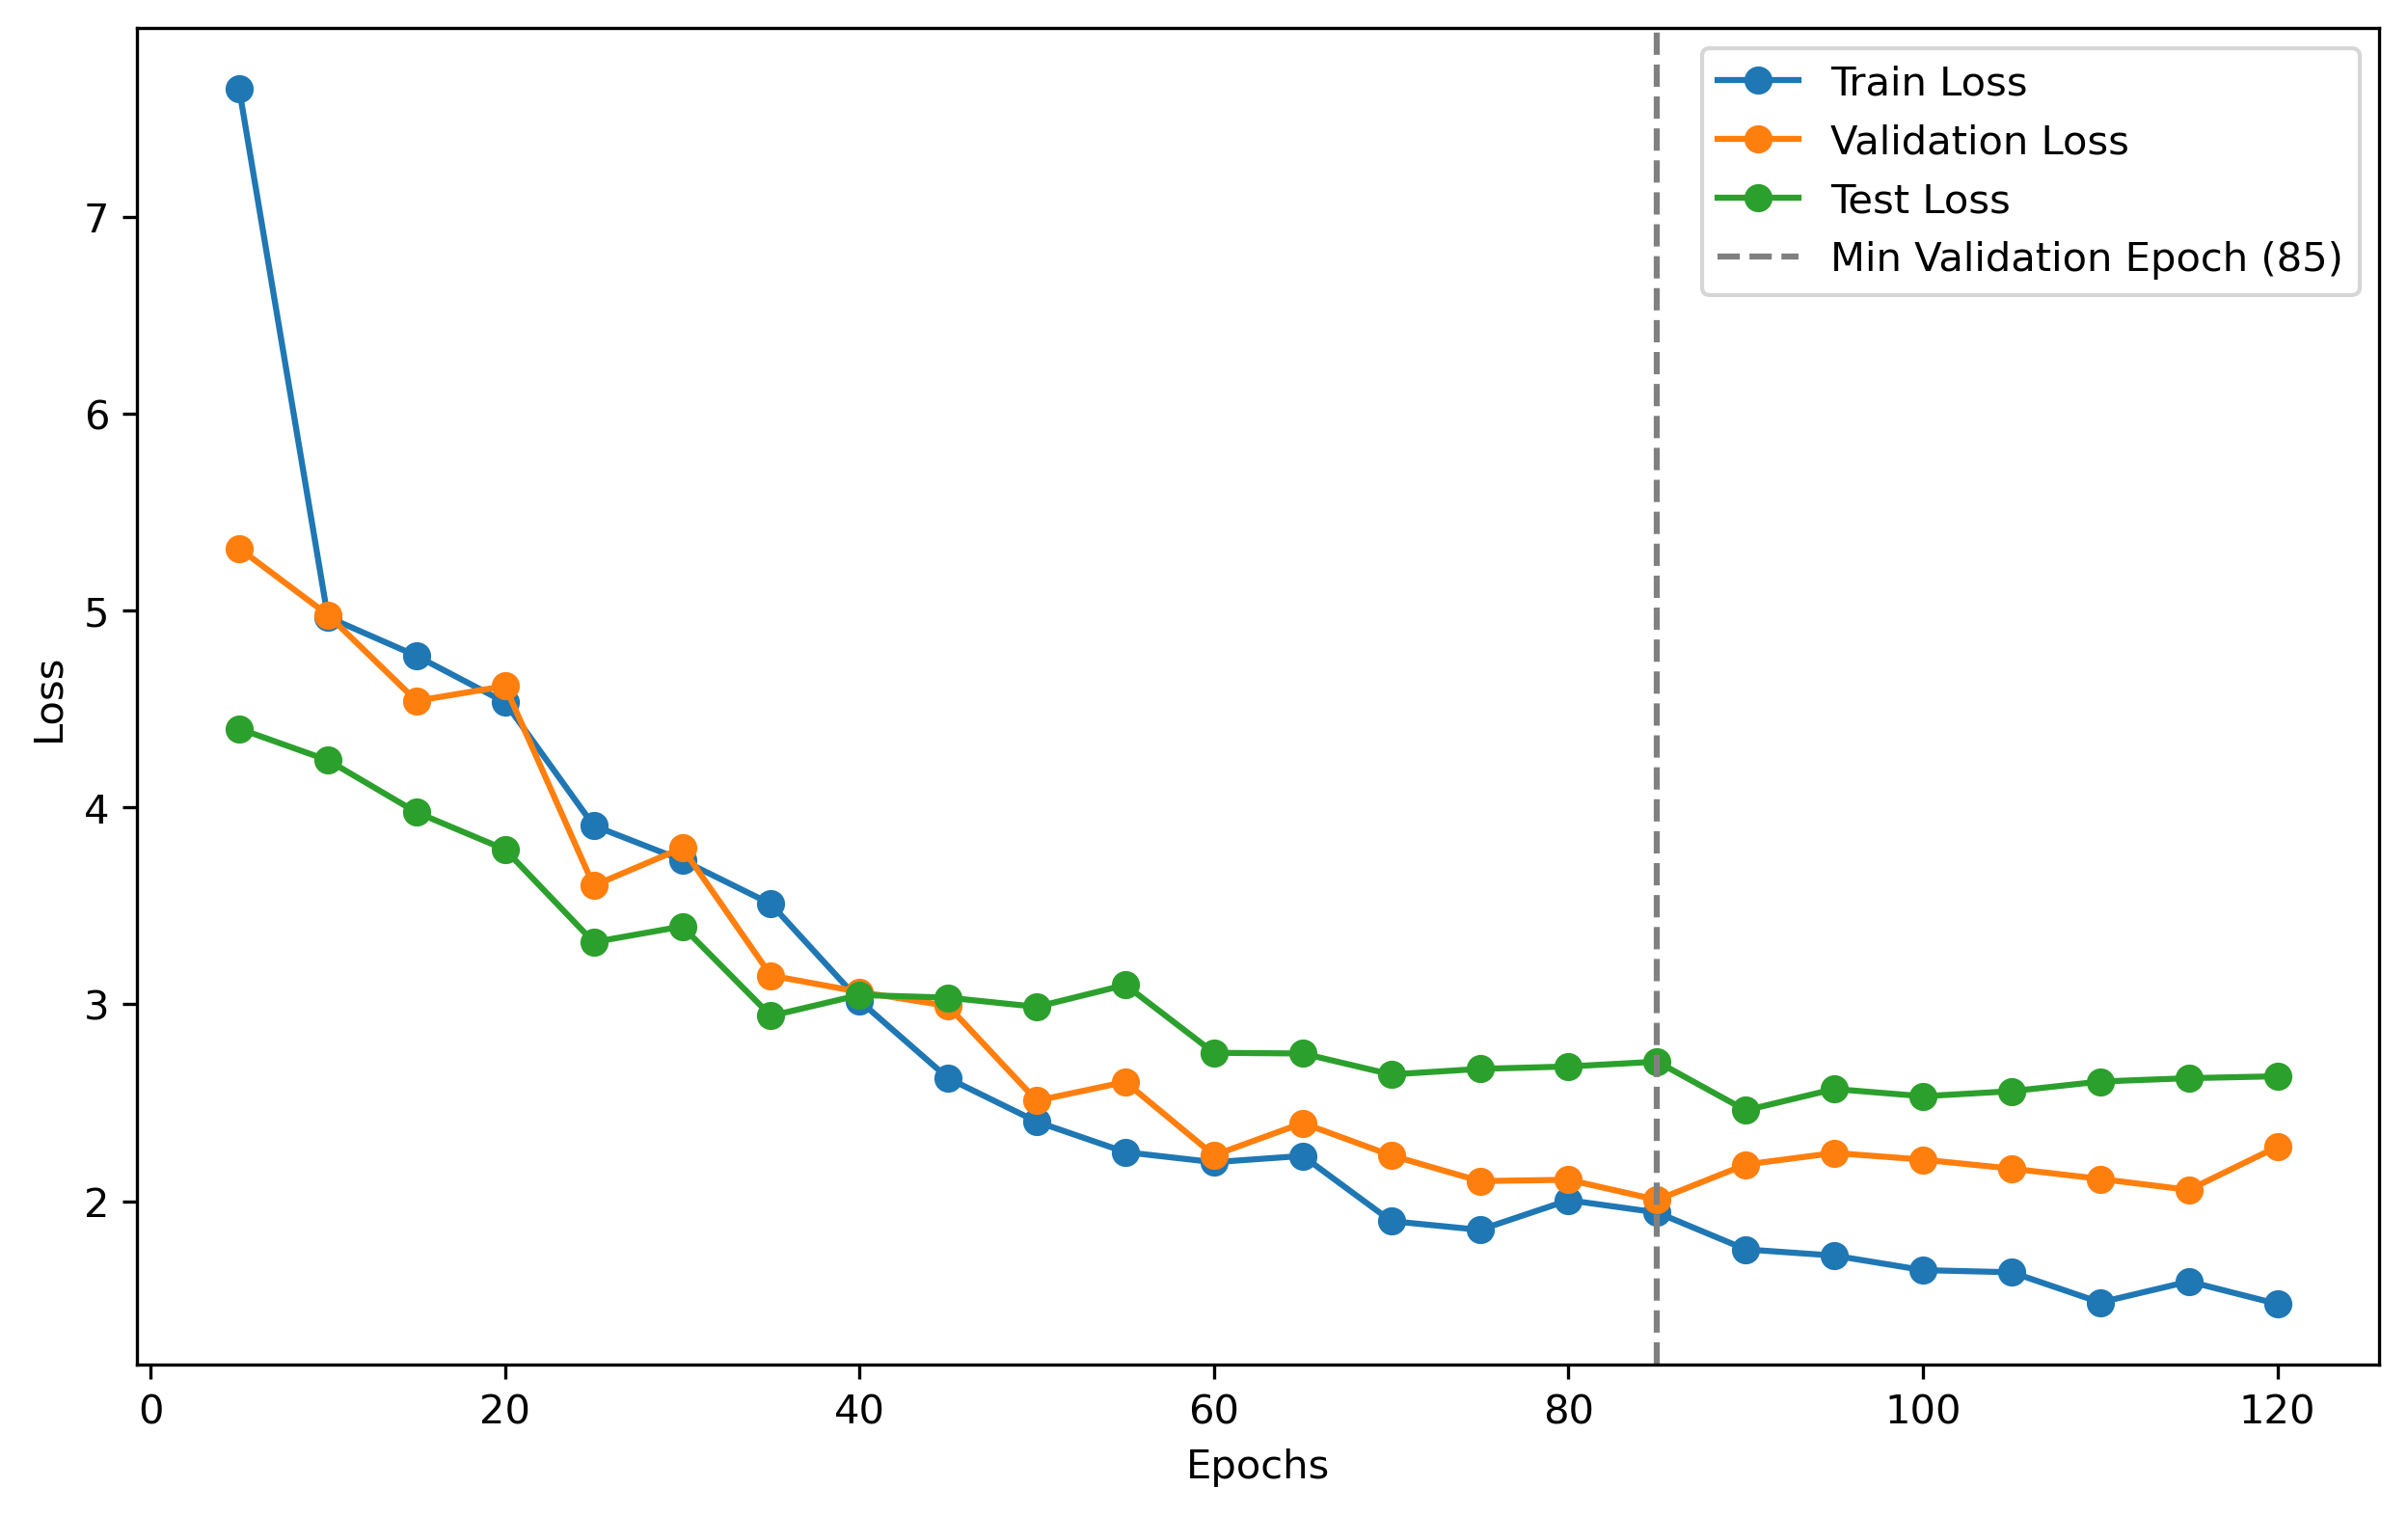 Train Loss
Validation Loss
Test Loss
Min Validation Epoch (85)
7
6
5
4
3
2
Loss
0 20 40 60 80 100 120
Epochs